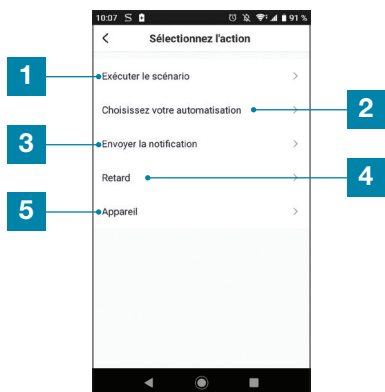 10:07 S 91 %
Sélectionnez l'action
1
Exécuter le scénario
Choisissez votre automatisation
2
3
Envoyer la notification
Retard
4
5
Appareil